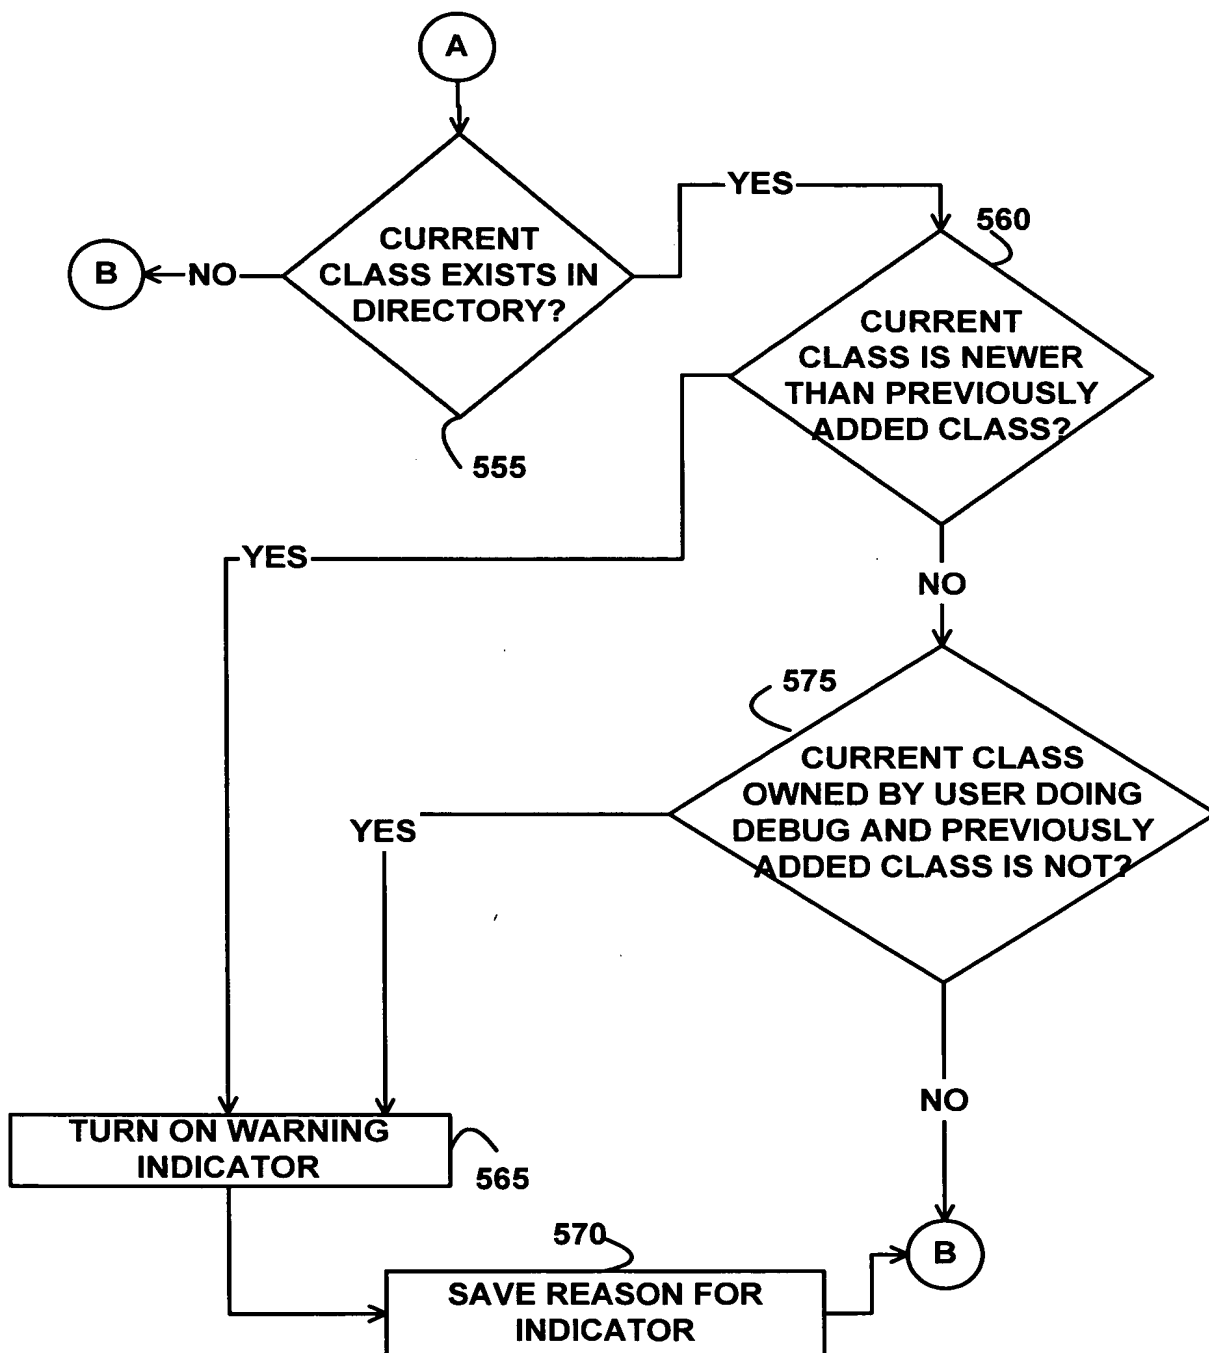 A
YES
560
CURRENT
CLASS EXISTS IN
DIRECTORY?
B
NO
CURRENT
CLASS IS NEWER
THAN PREVIOUSLY
ADDED CLASS?
555
YES
NO
575
CURRENT CLASS
OWNED BY USER DOING
DEBUG AND PREVIOUSLY
ADDED CLASS IS NOT?
YES
NO
TURN ON WARNING
INDICATOR
565
570
B
SAVE REASON FOR
INDICATOR